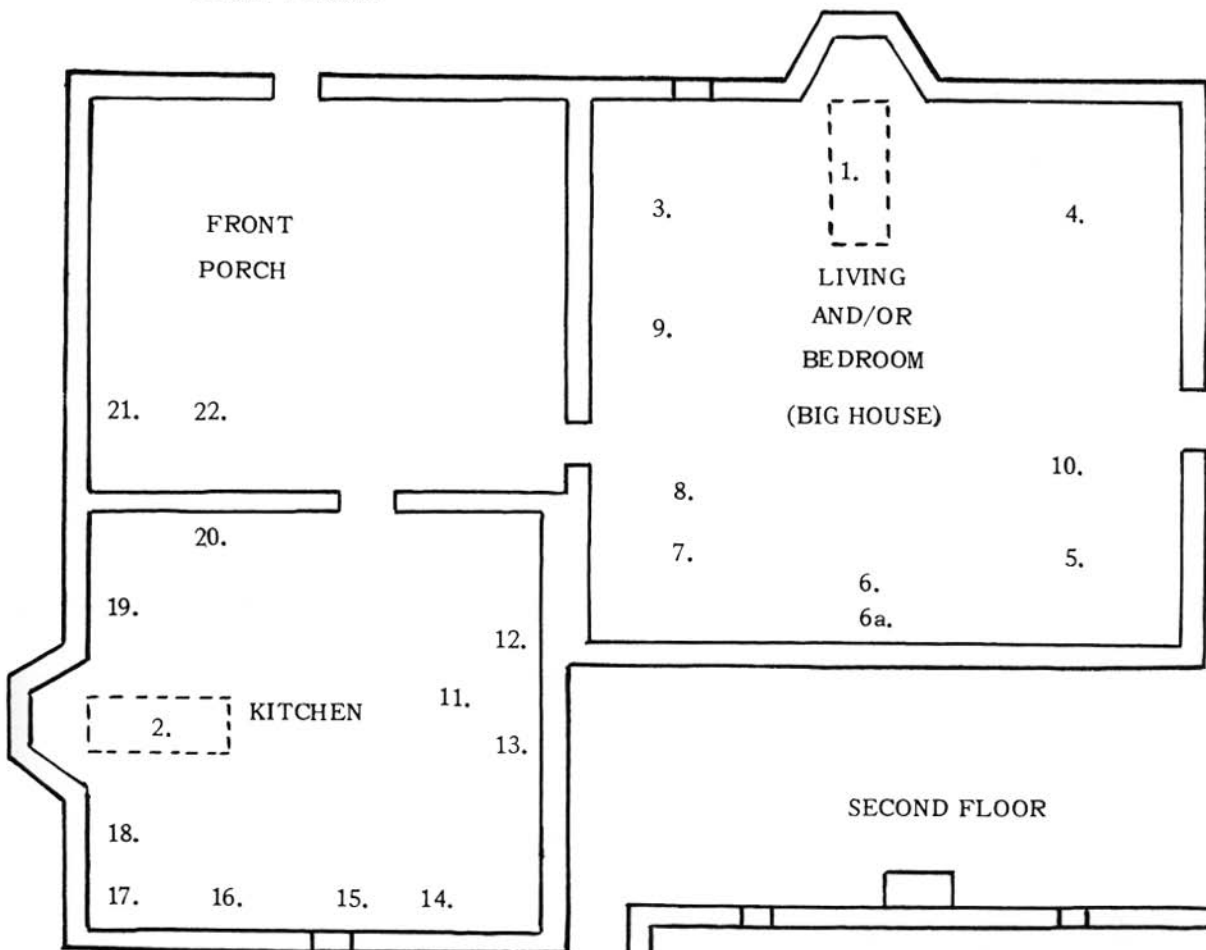 1.
3.
4.
FRONT
PORCH
LIVING
AND/OR
BEDROOM
(BIG HOUSE)
9.
21.
22.
10.
8.
7.
5.
6.
6a.
20.
19.
12.
11.
KITCHEN
2.
13.
SECOND FLOOR
18.
17.
16.
15.
14.